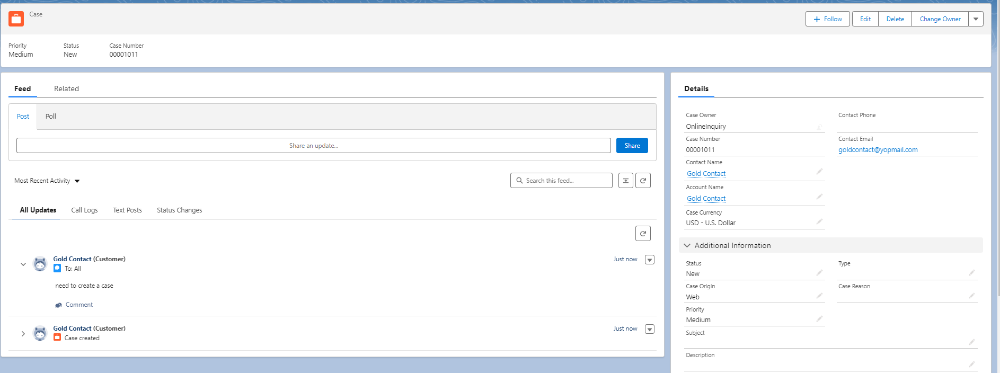 Case
Follow
Edit
Delete
Change Owner
Priority
Medium
Status
New
Case Number
00001011
Feed
Related
Post
Poll
Share an update...
Share
Most Recent Activity
Search this feed...
All Updates
Call Logs
Text Posts
Status Changes
Gold Contact (Customer)
To: All
Just now
need to create a case
Comment
Gold Contact (Customer)
Case created
Just now
Details
Case Owner
OnlineInquiry
Contact Phone
Case Number
00001011
Contact Email
goldcontact@yopmail.com
Contact Name
Gold Contact
Account Name
Gold Contact
Case Currency
USD - U.S. Dollar
Additional Information
Status
New
Type
Case Origin
Web
Case Reason
Priority
Medium
Subject
Description